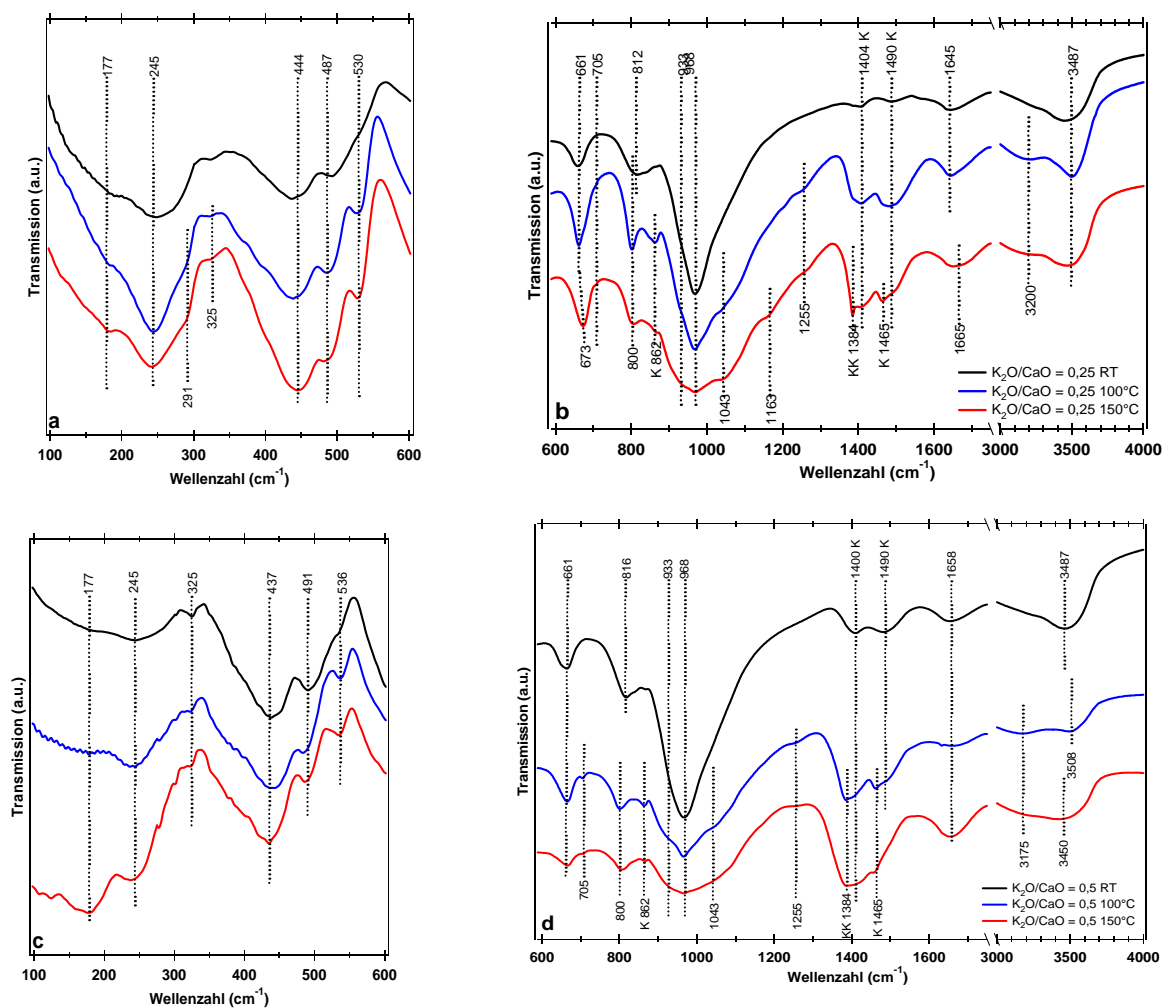 177
245
444
487
530
291
325
Transmission (a.u.)
a
100
200
300
400
500
600
Wellenzahl (cm⁻¹)
661
705
812
933
968
1404 K
1490 K
1645
3487
673
800
K 862
1043
1163
1255
KK 1384
K 1465
1665
3200
Transmission (a.u.)
b
K₂O/CaO = 0,25 RT
K₂O/CaO = 0,25 100°C
K₂O/CaO = 0,25 150°C
600
800
1000
1200
1400
1600
3000
3500
4000
Wellenzahl (cm⁻¹)
177
245
325
437
491
536
Transmission (a.u.)
c
100
200
300
400
500
600
Wellenzahl (cm⁻¹)
661
816
933
968
1400 K
1490 K
1658
3487
705
800
K 862
1043
1255
KK 1384
K 1465
3175
3450
3508
Transmission (a.u.)
d
K₂O/CaO = 0,5 RT
K₂O/CaO = 0,5 100°C
K₂O/CaO = 0,5 150°C
600
800
1000
1200
1400
1600
3000
3500
4000
Wellenzahl (cm⁻¹)